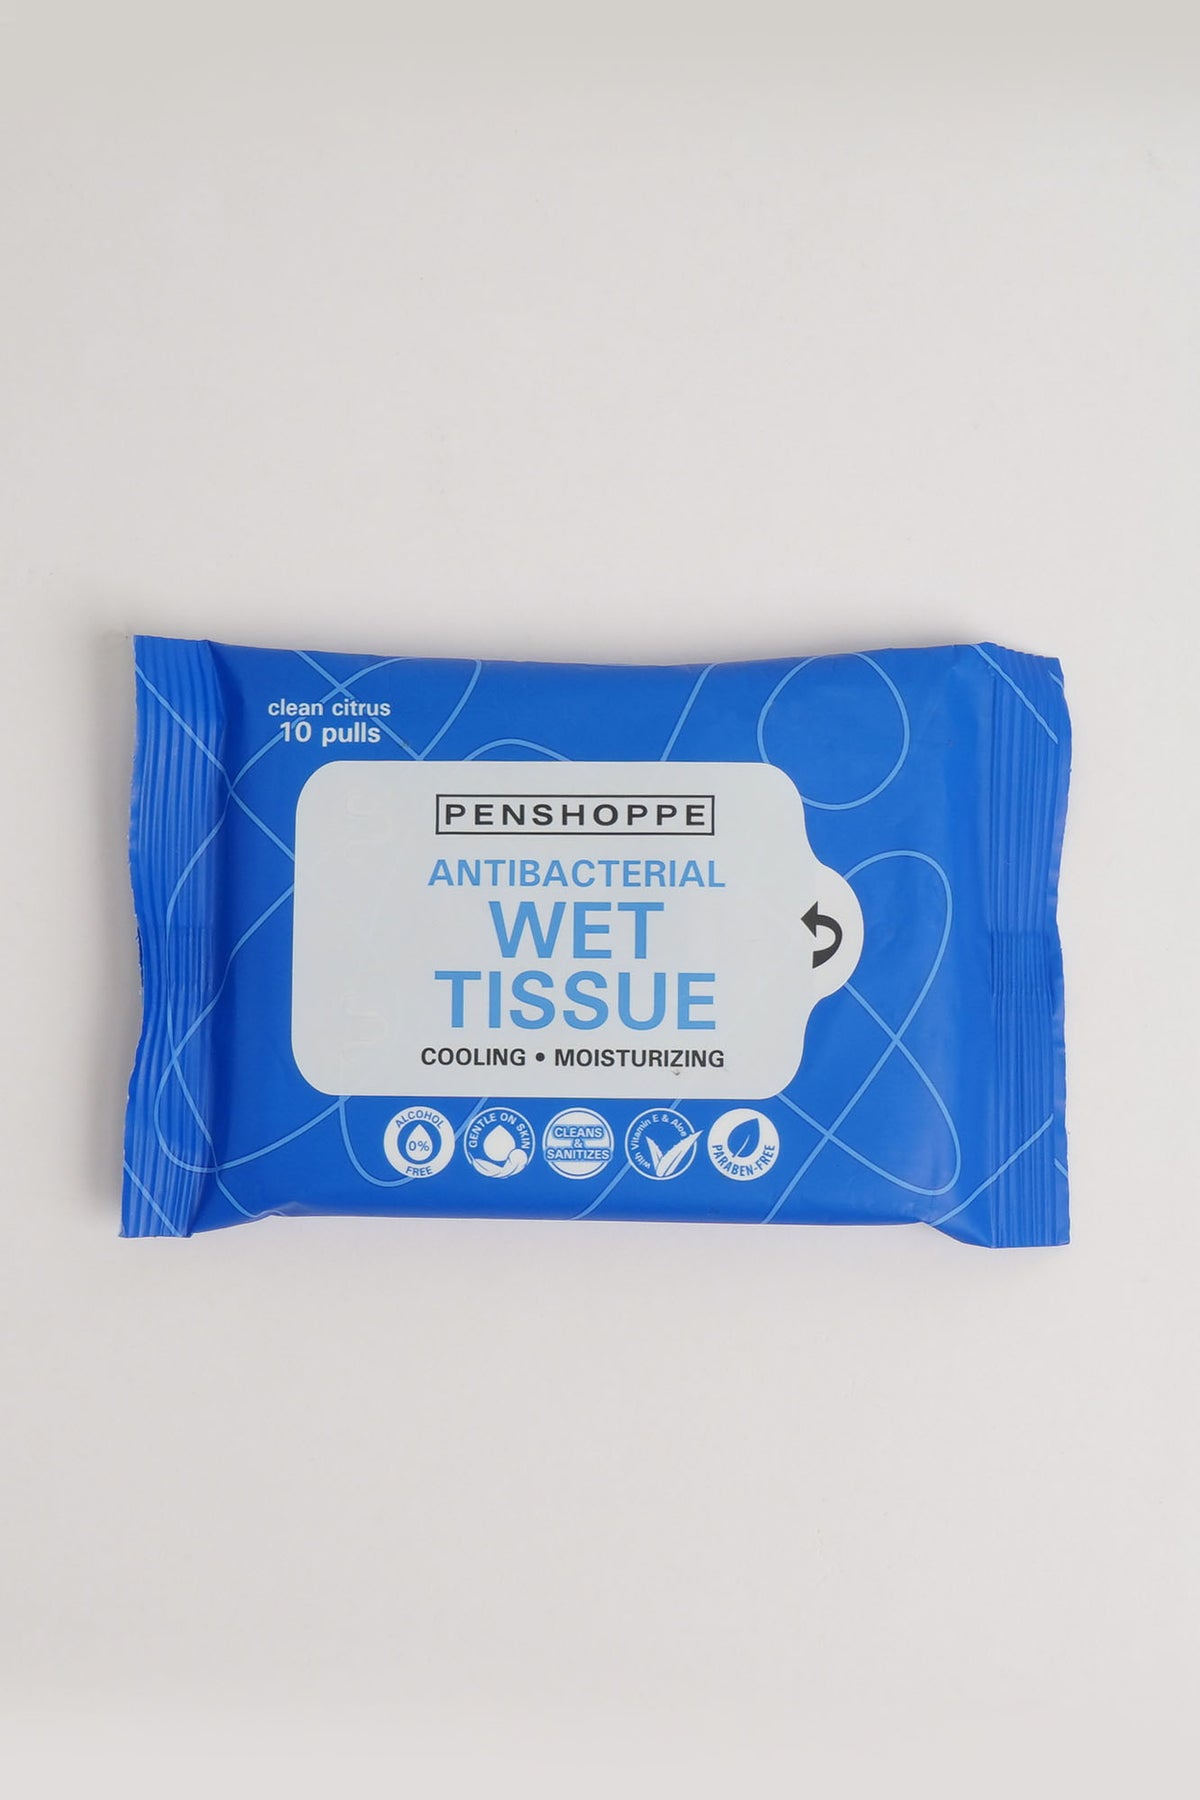 clean citrus
10 pulls
PENSHOPPE
ANTIBACTERIAL
WET
TISSUE
COOLING • MOISTURIZING
ALCOHOL
0%
FREE
GENTLE ON SKIN
CLEANS
&
SANITIZES
with Vitamin E & Aloe
PARABEN-FREE